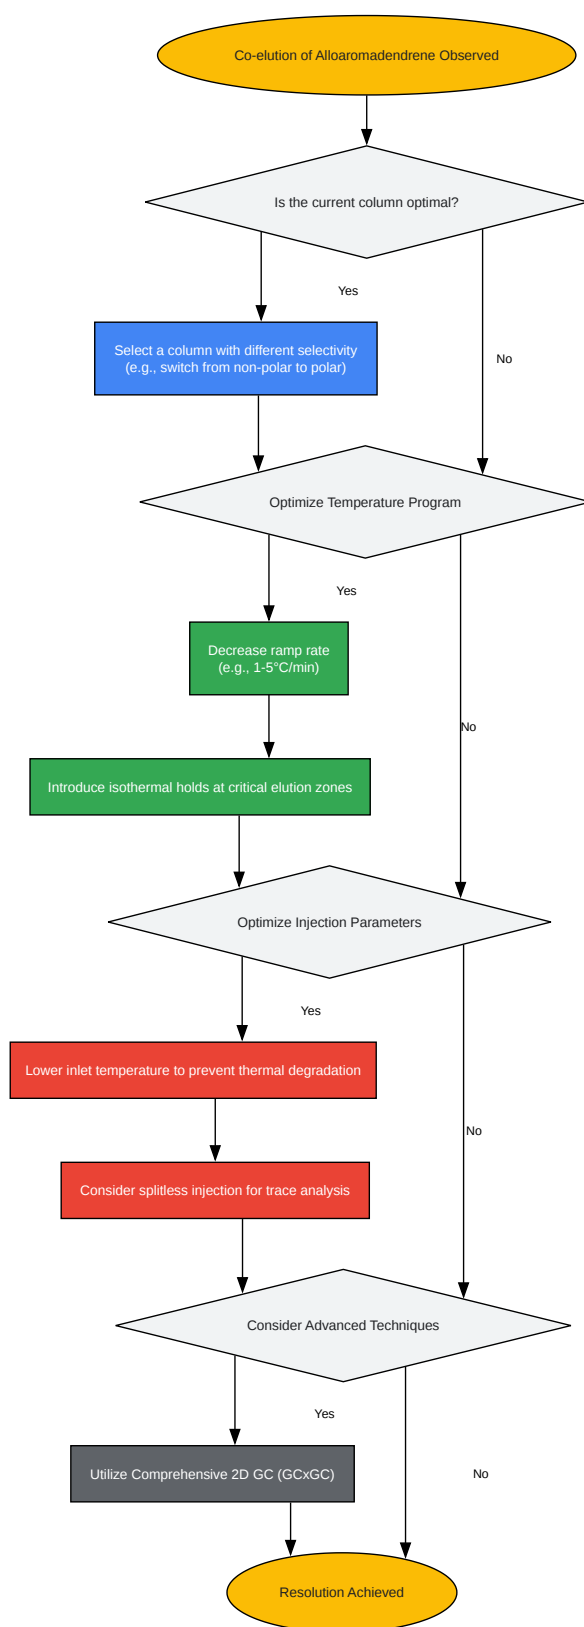 Co-elution of Alloaromadendrene Observed
Is the current column optimal?
Yes
Select a column with different selectivity
(e.g., switch from non-polar to polar)
No
Optimize Temperature Program
Yes
Decrease ramp rate
(e.g., 1-5°C/min)
No
Introduce isothermal holds at critical elution zones
Optimize Injection Parameters
Yes
Lower inlet temperature to prevent thermal degradation
No
Consider splitless injection for trace analysis
Consider Advanced Techniques
Yes
Utilize Comprehensive 2D GC (GCxGC)
No
Resolution Achieved